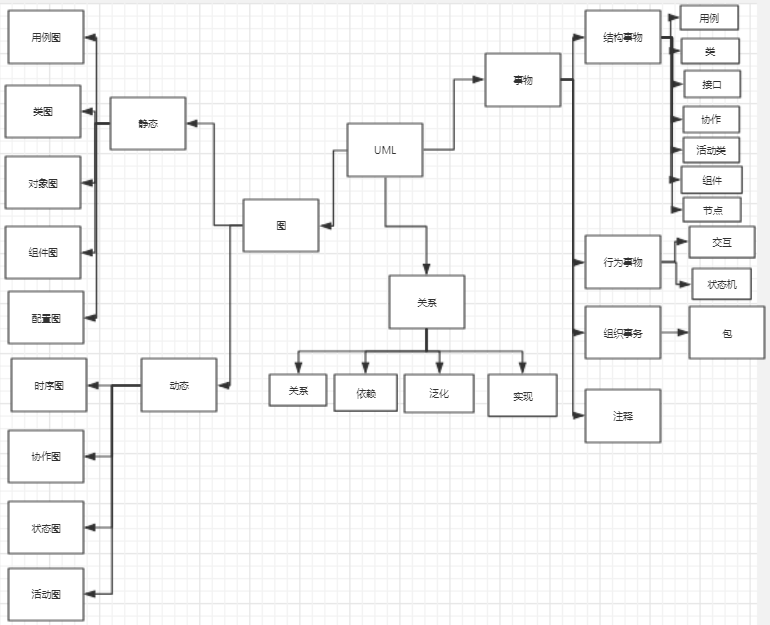 用例图
类图
对象图
组件图
配置图
时序图
协作图
状态图
活动图
静态
动态
图
UML
关系
关系
依赖
泛化
实现
事物
结构事物
行为事物
组织事务
注释
用例
类
接口
协作
活动类
组件
节点
交互
状态机
包